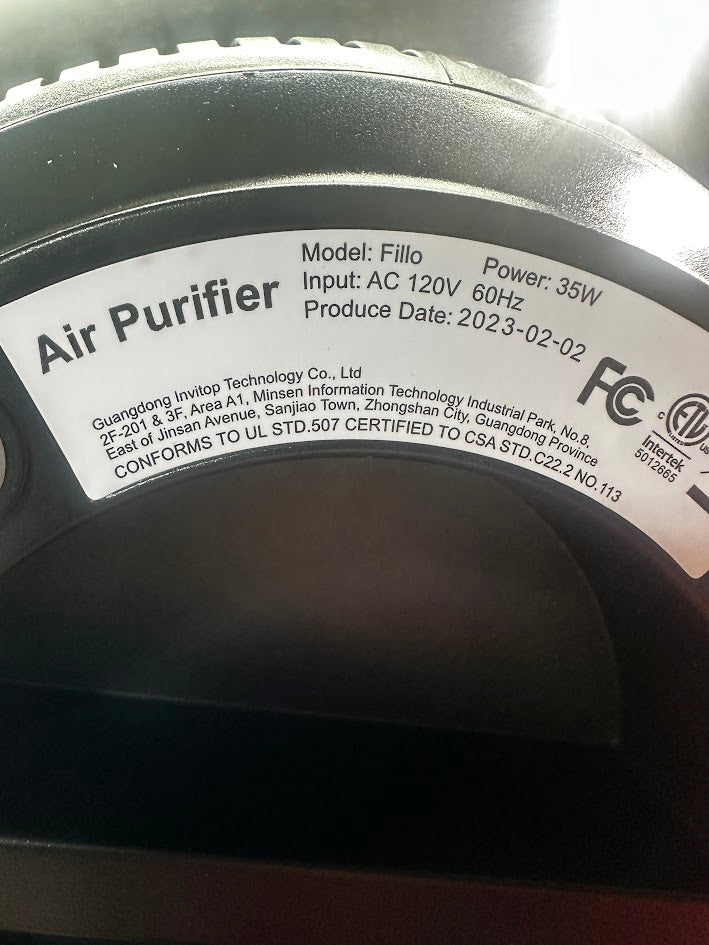 Air Purifier
Model: Fillo
Power: 35W
Input: AC 120V 60Hz
Produce Date: 2023-02-02
Guangdong Invitop Technology Co., Ltd
2F-201 & 3F, Area A1, Minsen Information Technology Industrial Park, No.8,
East of Jinsan Avenue, Sanjiao Town, Zhongshan City, Guangdong Province
CONFORMS TO UL STD.507 CERTIFIED TO CSA STD.C22.2 NO.113
FC
c ETL us
Intertek
5012665